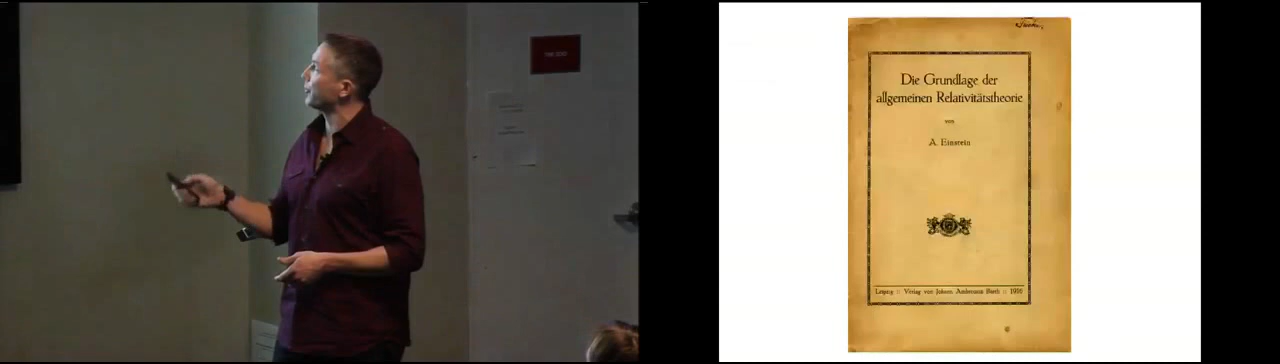 Die Grundlage der
allgemeinen Relativitätstheorie
von
A. Einstein
Leipzig :: Verlag von Johann Ambrosius Barth :: 1916